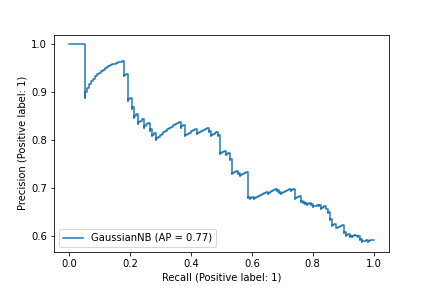 1.0
0.9
0.8
0.7
0.6
Precision (Positive label: 1)
GaussianNB (AP = 0.77)
0.0 0.2 0.4 0.6 0.8 1.0
Recall (Positive label: 1)